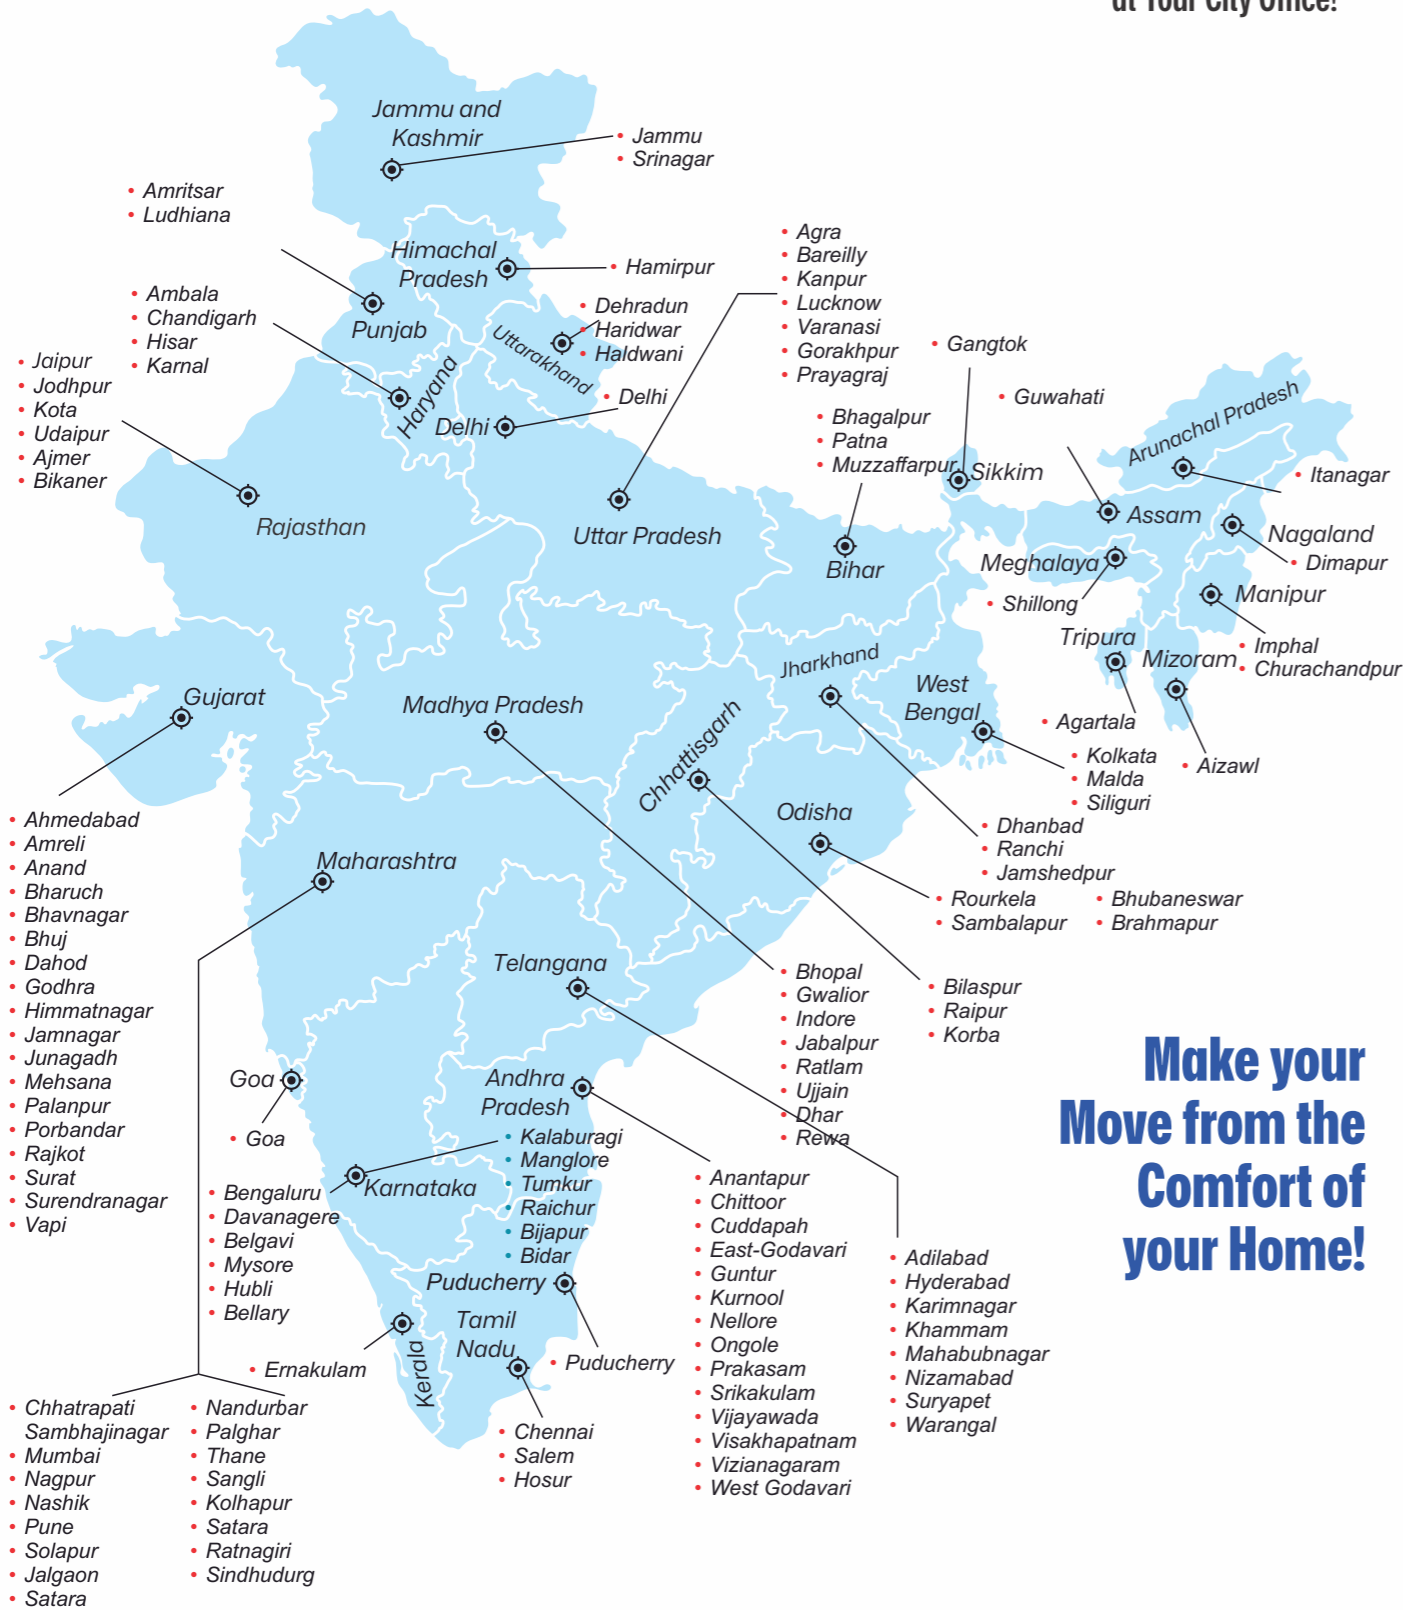 at Your City Office!
Jammu and
Kashmir
Jammu
Srinagar
Amritsar
Ludhiana
Himachal
Pradesh
Hamirpur
Punjab
Ambala
Chandigarh
Hisar
Karnal
Haryana
Uttarakhand
Dehradun
Haridwar
Haldwani
Delhi
Delhi
Agra
Bareilly
Kanpur
Lucknow
Varanasi
Gorakhpur
Prayagraj
Uttar Pradesh
Jaipur
Jodhpur
Kota
Udaipur
Ajmer
Bikaner
Rajasthan
Bhagalpur
Patna
Muzzaffarpur
Bihar
Gangtok
Sikkim
Guwahati
Assam
Arunachal Pradesh
Itanagar
Nagaland
Dimapur
Meghalaya
Shillong
Manipur
Imphal
Churachandpur
Tripura
Agartala
Mizoram
Aizawl
Jharkhand
Dhanbad
Ranchi
Jamshedpur
West
Bengal
Kolkata
Malda
Siliguri
Gujarat
Ahmedabad
Amreli
Anand
Bharuch
Bhavnagar
Bhuj
Dahod
Godhra
Himmatnagar
Jamnagar
Junagadh
Mehsana
Palanpur
Porbandar
Rajkot
Surat
Surendranagar
Vapi
Madhya Pradesh
Bhopal
Gwalior
Indore
Jabalpur
Ratlam
Ujjain
Dhar
Rewa
Chhattisgarh
Bilaspur
Raipur
Korba
Odisha
Rourkela
Sambalapur
Bhubaneswar
Brahmapur
Maharashtra
Chhatrapati
Sambhajinagar
Mumbai
Nagpur
Nashik
Pune
Solapur
Jalgaon
Satara
Nandurbar
Palghar
Thane
Sangli
Kolhapur
Satara
Ratnagiri
Sindhudurg
Telangana
Adilabad
Hyderabad
Karimnagar
Khammam
Mahabubnagar
Nizamabad
Suryapet
Warangal
Goa
Goa
Andhra
Pradesh
Anantapur
Chittoor
Cuddapah
East-Godavari
Guntur
Kurnool
Nellore
Ongole
Prakasam
Srikakulam
Vijayawada
Visakhapatnam
Vizianagaram
West Godavari
Karnataka
Kalaburagi
Manglore
Tumkur
Raichur
Bijapur
Bidar
Bengaluru
Davanagere
Belgavi
Mysore
Hubli
Bellary
Puducherry
Puducherry
Tamil
Nadu
Chennai
Salem
Hosur
Kerala
Ernakulam
Make your
Move from the
Comfort of
your Home!